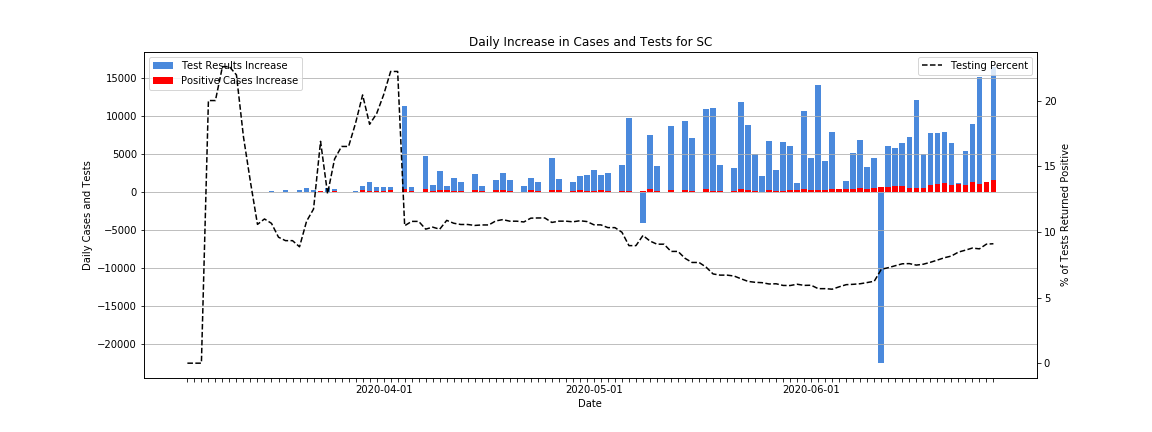 Daily Increase in Cases and Tests for SC
Test Results Increase
Positive Cases Increase
Testing Percent
15000
10000
5000
0
−5000
−10000
−15000
−20000
Daily Cases and Tests
20
15
10
5
0
% of Tests Returned Positive
2020-04-01
2020-05-01
2020-06-01
Date